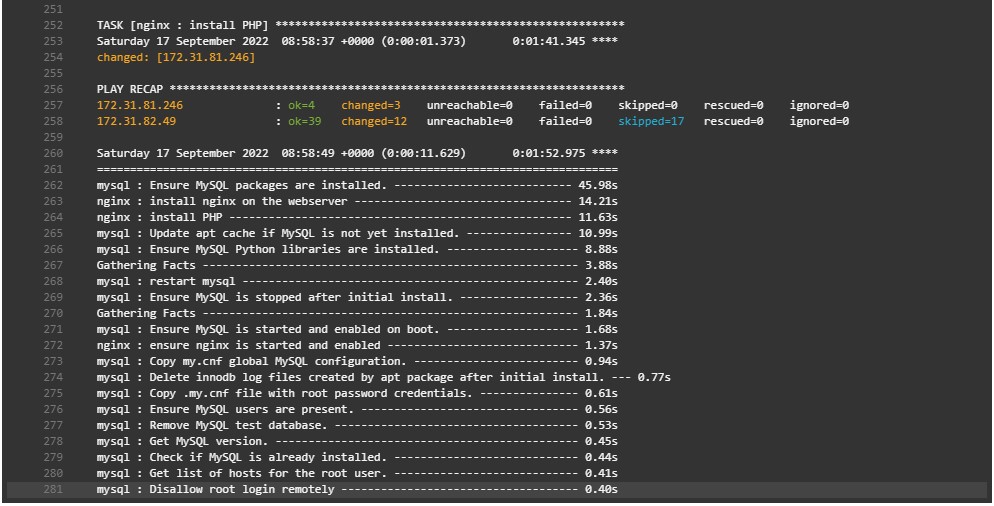 251
252 TASK [nginx : install PHP] *****************************************************
253 Saturday 17 September 2022  08:58:37 +0000 (0:00:01.373)       0:01:41.345 ****
254 changed: [172.31.81.246]
255
256 PLAY RECAP *********************************************************************
257 172.31.81.246              : ok=4    changed=3    unreachable=0    failed=0    skipped=0    rescued=0    ignored=0
258 172.31.82.49               : ok=39   changed=12   unreachable=0    failed=0    skipped=17   rescued=0    ignored=0
259
260 Saturday 17 September 2022  08:58:49 +0000 (0:00:11.629)       0:01:52.975 ****
261 ===============================================================================
262 mysql : Ensure MySQL packages are installed. --------------------------- 45.98s
263 nginx : install nginx on the webserver --------------------------------- 14.21s
264 nginx : install PHP ---------------------------------------------------- 11.63s
265 mysql : Update apt cache if MySQL is not yet installed. ---------------- 10.99s
266 mysql : Ensure MySQL Python libraries are installed. -------------------- 8.88s
267 Gathering Facts --------------------------------------------------------- 3.88s
268 mysql : restart mysql --------------------------------------------------- 2.40s
269 mysql : Ensure MySQL is stopped after initial install. ------------------ 2.36s
270 Gathering Facts --------------------------------------------------------- 1.84s
271 mysql : Ensure MySQL is started and enabled on boot. -------------------- 1.68s
272 nginx : ensure nginx is started and enabled ----------------------------- 1.37s
273 mysql : Copy my.cnf global MySQL configuration. ------------------------- 0.94s
274 mysql : Delete innodb log files created by apt package after initial install. --- 0.77s
275 mysql : Copy .my.cnf file with root password credentials. --------------- 0.61s
276 mysql : Ensure MySQL users are present. --------------------------------- 0.56s
277 mysql : Remove MySQL test database. ------------------------------------- 0.53s
278 mysql : Get MySQL version. ---------------------------------------------- 0.45s
279 mysql : Check if MySQL is already installed. ---------------------------- 0.44s
280 mysql : Get list of hosts for the root user. ---------------------------- 0.41s
281 mysql : Disallow root login remotely ------------------------------------ 0.40s